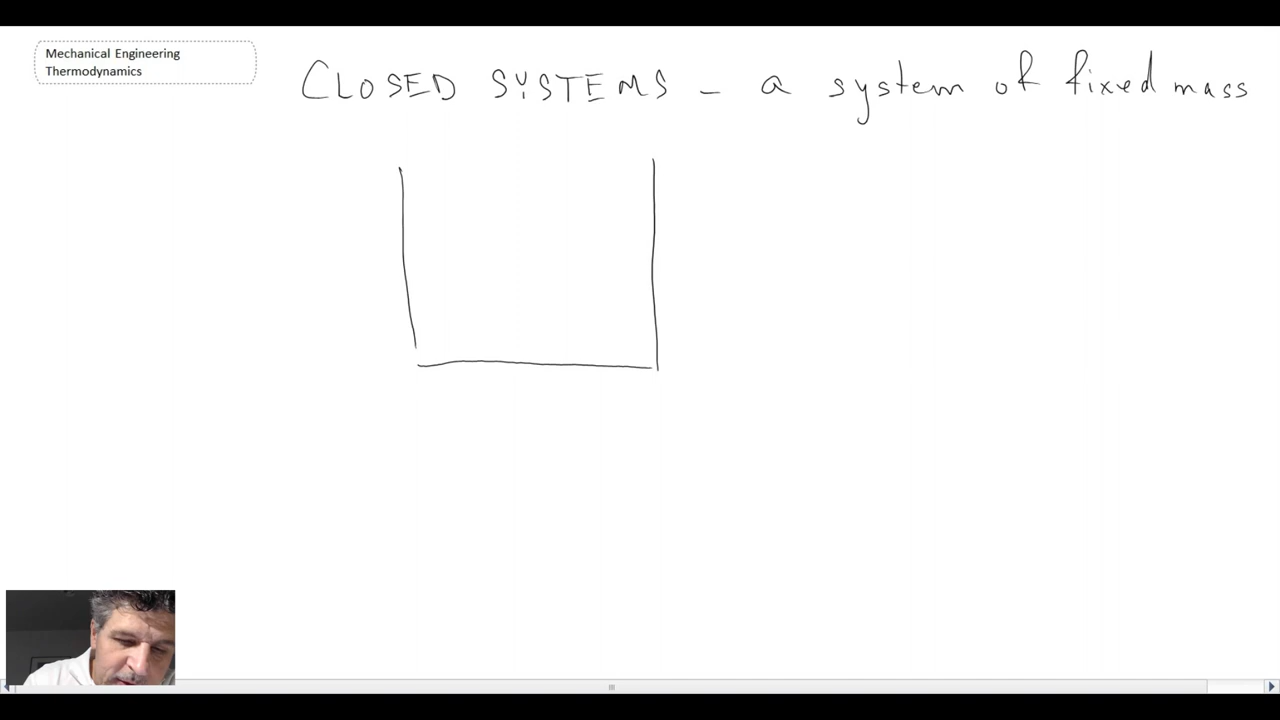 Mechanical Engineering
Thermodynamics
CLOSED SYSTEMS - a system of fixed mass